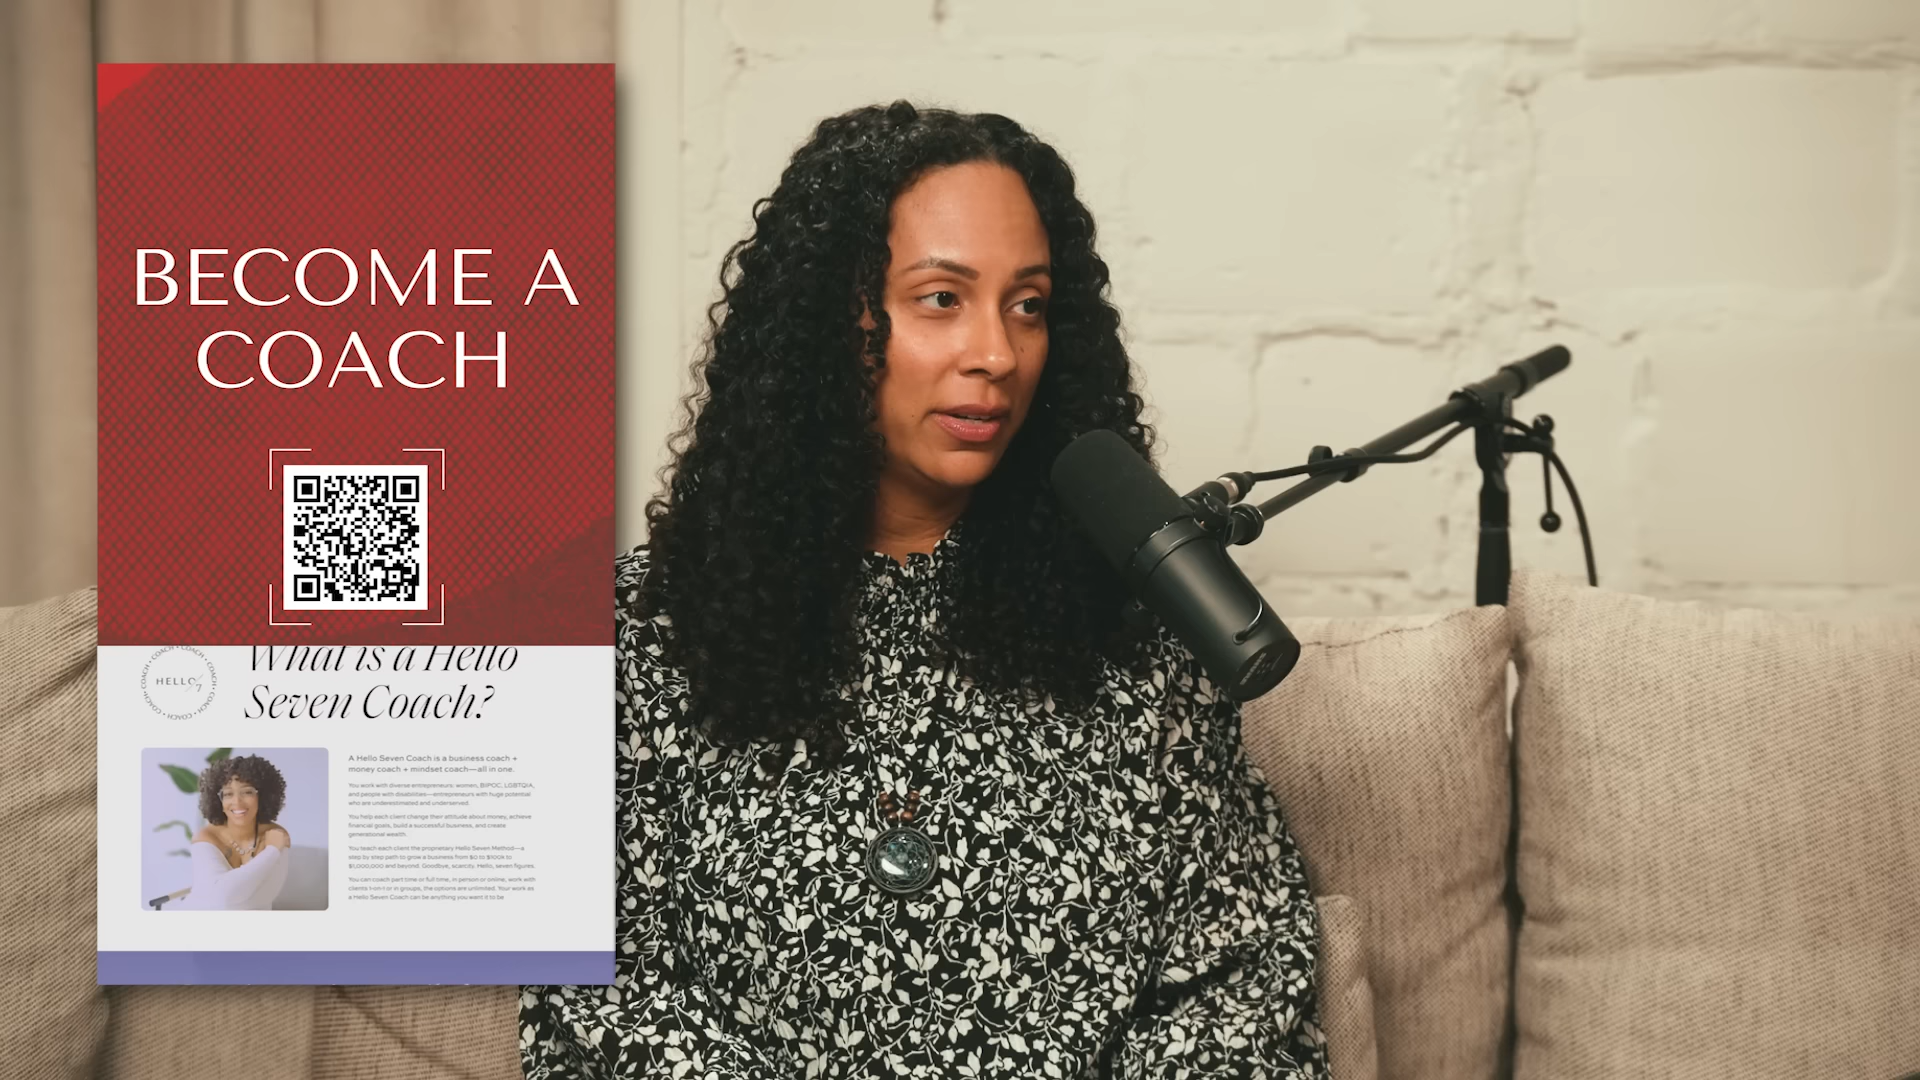 BECOME A
COACH
COACH • COACH • COACH • COACH • COACH
HELLO 7
What is a Hello
Seven Coach?
A Hello Seven Coach is a business coach +
money coach + mindset coach—all in one.
You work with diverse entrepreneurs: women, BIPOC, LGBTQIA,
and people with disabilities—entrepreneurs with huge potential
who are underestimated and underserved.
You help each client change their attitude about money, achieve
financial goals, build a successful business, and create
generational wealth.
You teach each client the proprietary Hello Seven Method—a
step by step path to grow a business from $0 to $100k to
$1,000,000 and beyond. Goodbye, scarcity. Hello, seven figures.
You can coach part time or full time, in person or online, work with
clients 1-on-1 or in groups, the options are unlimited. Your work as
a Hello Seven Coach can be anything you want it to be